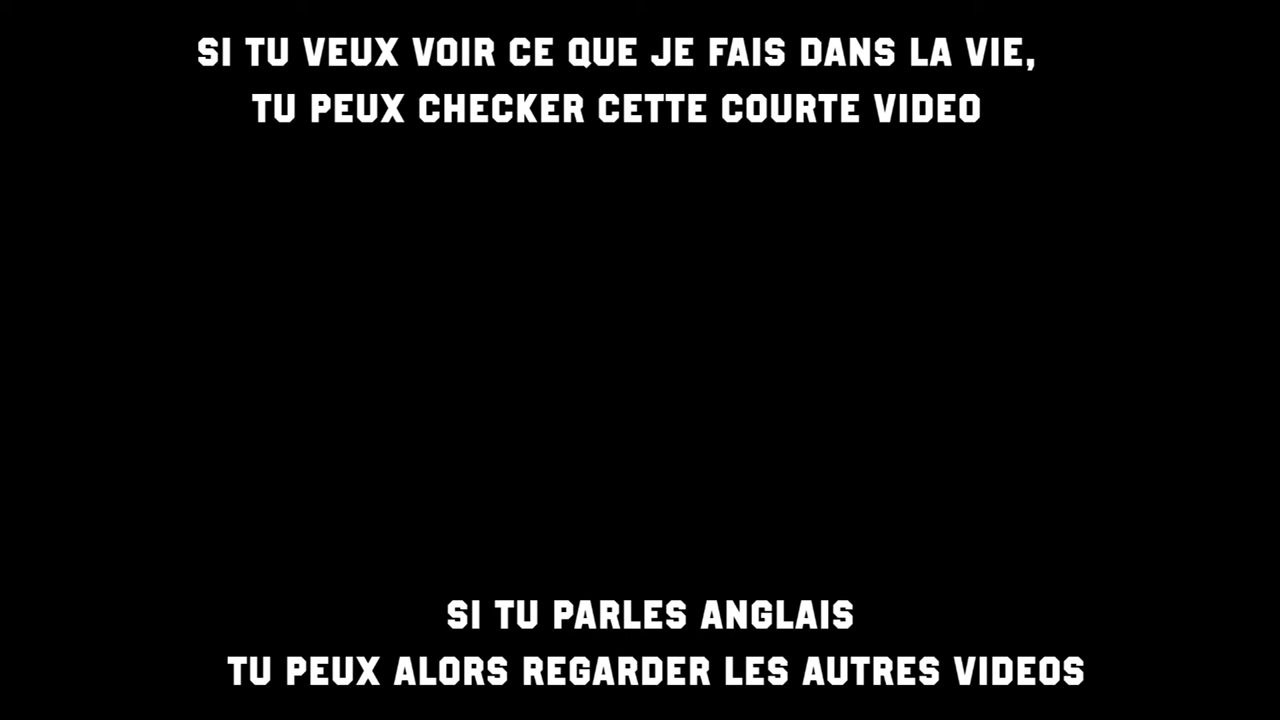 SI TU VEUX VOIR CE QUE JE FAIS DANS LA VIE,
TU PEUX CHECKER CETTE COURTE VIDEO
SI TU PARLES ANGLAIS
TU PEUX ALORS REGARDER LES AUTRES VIDEOS